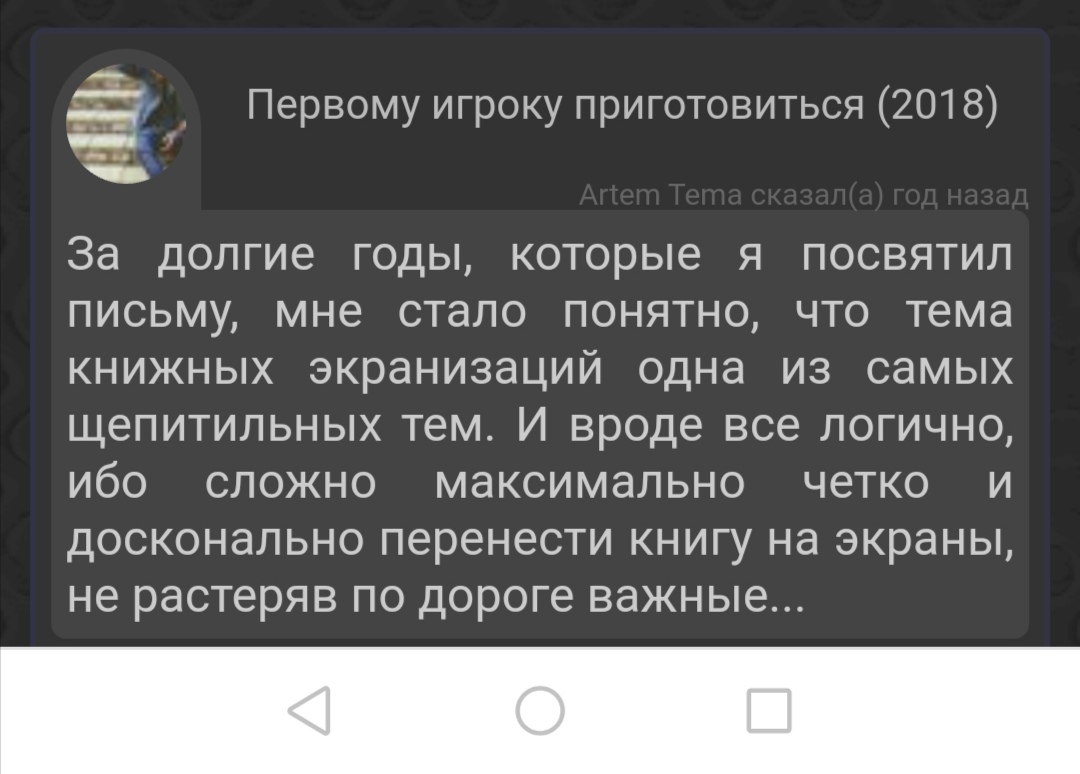 Первому игроку приготовиться (2018)
Artem Tema сказал(а) год назад
За долгие годы, которые я посвятил
письму, мне стало понятно, что тема
книжных экранизаций одна из самых
щепитильных тем. И вроде все логично,
ибо сложно максимально четко и
досконально перенести книгу на экраны,
не растеряв по дороге важные...